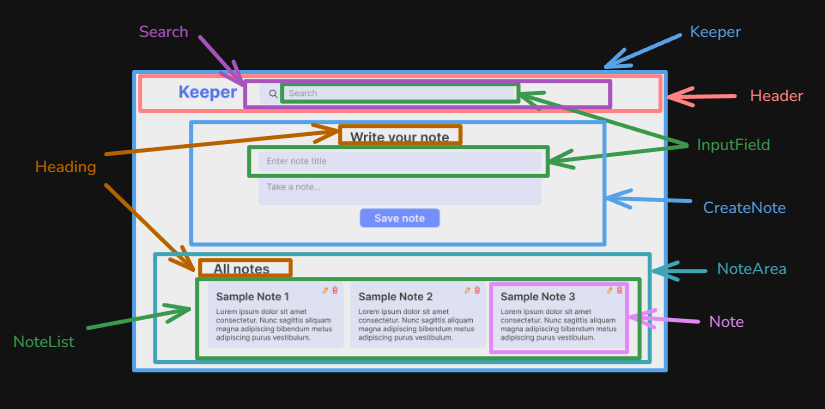 Search
Keeper
Keeper
Search
Header
Write your note
InputField
Heading
Enter note title
Take a note...
CreateNote
Save note
All notes
NoteArea
Sample Note 1
Lorem ipsum dolor sit amet
consectetur. Nunc sagittis aliquam
magna adipiscing bibendum metus
adipiscing purus vestibulum.
Sample Note 2
Lorem ipsum dolor sit amet
consectetur. Nunc sagittis aliquam
magna adipiscing bibendum metus
adipiscing purus vestibulum.
Sample Note 3
Lorem ipsum dolor sit amet
consectetur. Nunc sagittis aliquam
magna adipiscing bibendum metus
adipiscing purus vestibulum.
Note
NoteList